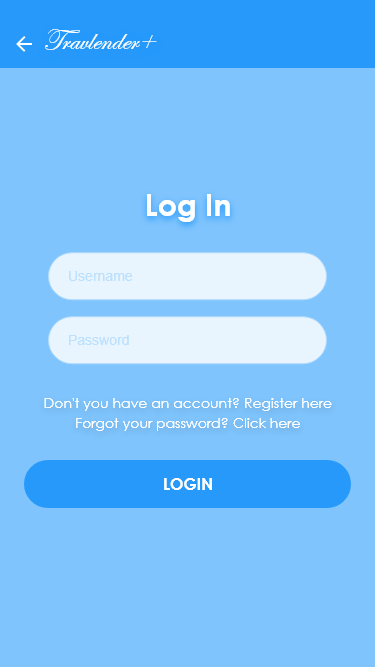 Travlender+
Log In
Username
Password
Don't you have an account? Register here
Forgot your password? Click here
LOGIN